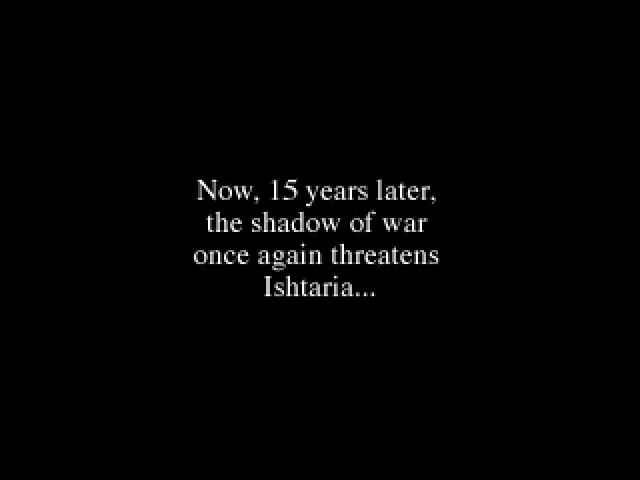 Now, 15 years later,
the shadow of war
once again threatens
Ishtaria...